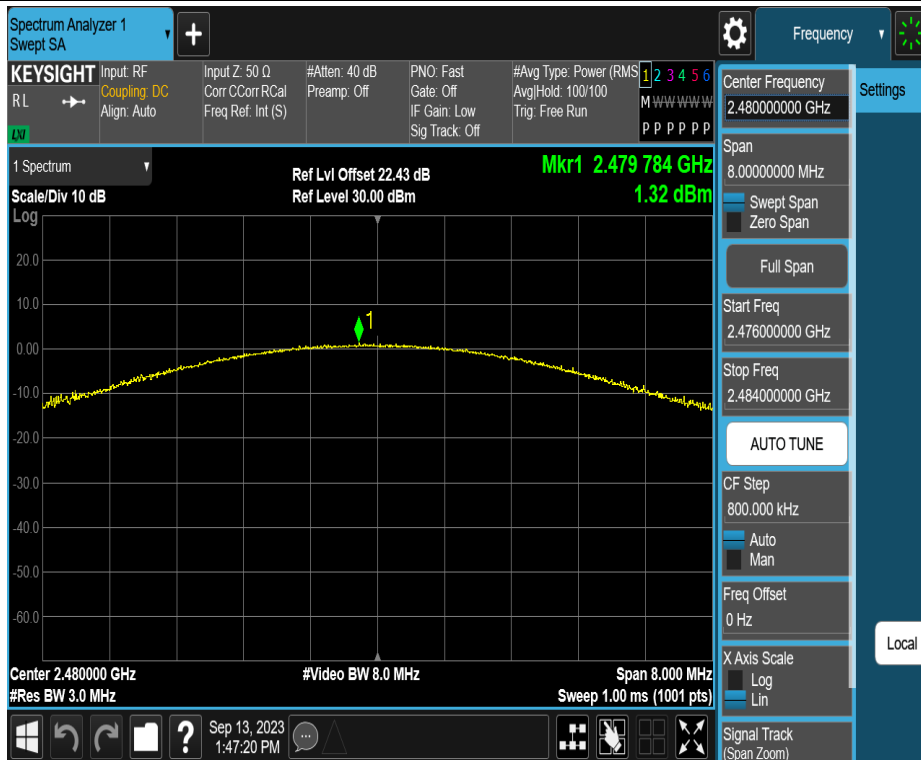 Spectrum Analyzer 1
Swept SA
+
Frequency
KEYSIGHT
R L
LXI
Input: RF
Coupling: DC
Align: Auto
Input Z: 50 Ω
Corr CCorr RCal
Freq Ref: Int (S)
#Atten: 40 dB
Preamp: Off
PNO: Fast
Gate: Off
IF Gain: Low
Sig Track: Off
#Avg Type: Power (RMS
Avg|Hold: 100/100
Trig: Free Run
1 2 3 4 5 6
M W W W W W
P P P P P P
1 Spectrum
Scale/Div 10 dB
Log
Ref Lvl Offset 22.43 dB
Ref Level 30.00 dBm
Mkr1 2.479 784 GHz
1.32 dBm
1
20.0
10.0
0.00
-10.0
-20.0
-30.0
-40.0
-50.0
-60.0
Center 2.480000 GHz
#Res BW 3.0 MHz
#Video BW 8.0 MHz
Span 8.000 MHz
Sweep 1.00 ms (1001 pts)
Center Frequency
2.480000000 GHz
Settings
Span
8.00000000 MHz
Swept Span
Zero Span
Full Span
Start Freq
2.476000000 GHz
Stop Freq
2.484000000 GHz
AUTO TUNE
CF Step
800.000 kHz
Auto
Man
Freq Offset
0 Hz
Local
X Axis Scale
Log
Lin
Signal Track
(Span Zoom)
?
Sep 13, 2023
1:47:20 PM